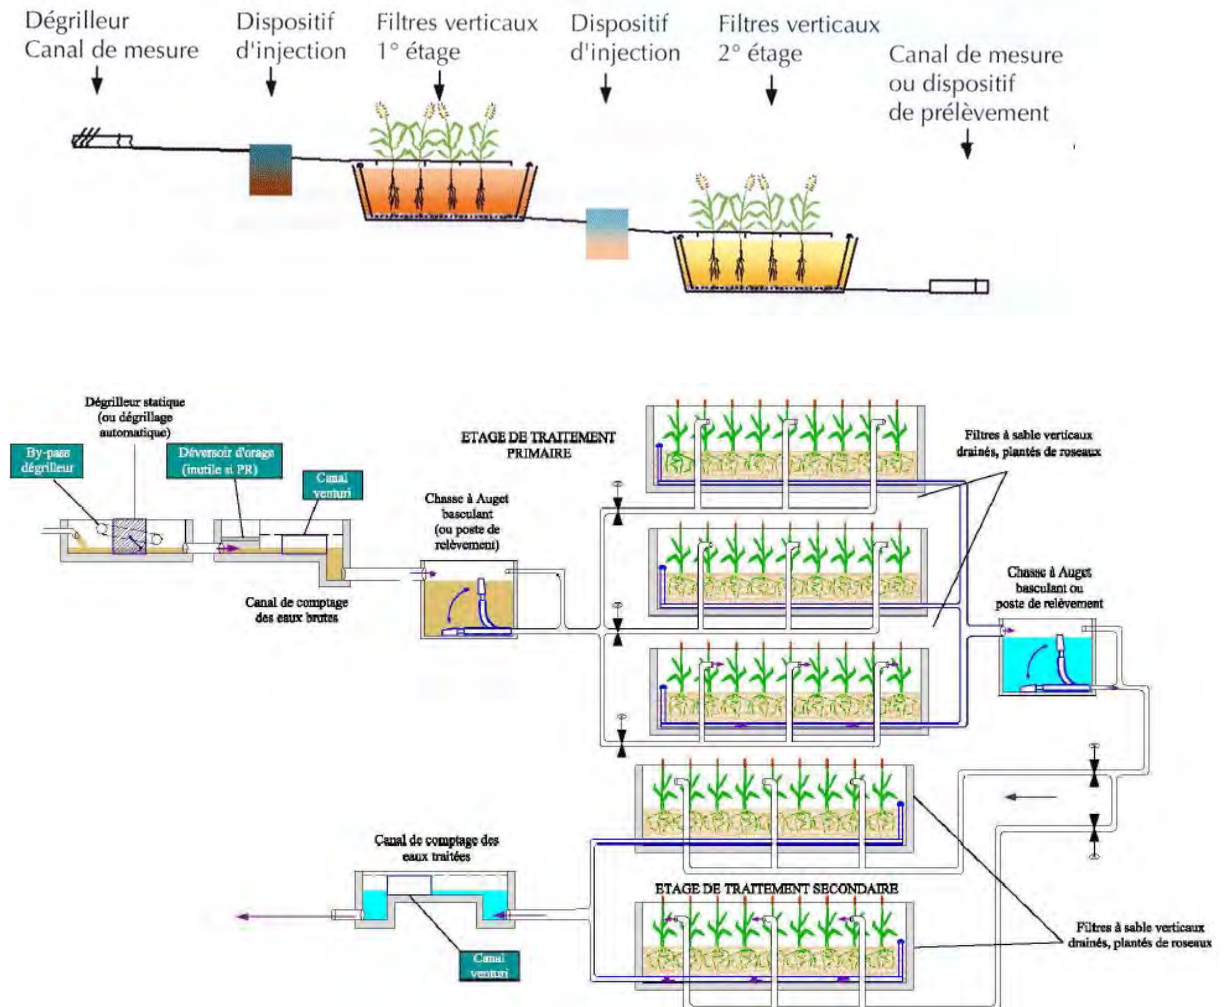 Dégrilleur
Canal de mesure
Dispositif
d'injection
Filtres verticaux
1° étage
Dispositif
d'injection
Filtres verticaux
2° étage
Canal de mesure
ou dispositif
de prélèvement
Dégrilleur statique
(ou dégrillage
automatique)
By-pass
dégrilleur
Déversoir d'orage
(inutile si PR)
Canal
venturi
Canal de comptage
des eaux brutes
Chasse à Auget
basculant
(ou poste de
relèvement)
ETAGE DE TRAITEMENT
PRIMAIRE
Filtres à sable verticaux
drainés, plantés de roseaux
Chasse à Auget
basculant ou
poste de relèvement
Canal de comptage des
eaux traitées
Canal
venturi
ETAGE DE TRAITEMENT SECONDAIRE
Filtres à sable verticaux
drainés, plantés de roseaux